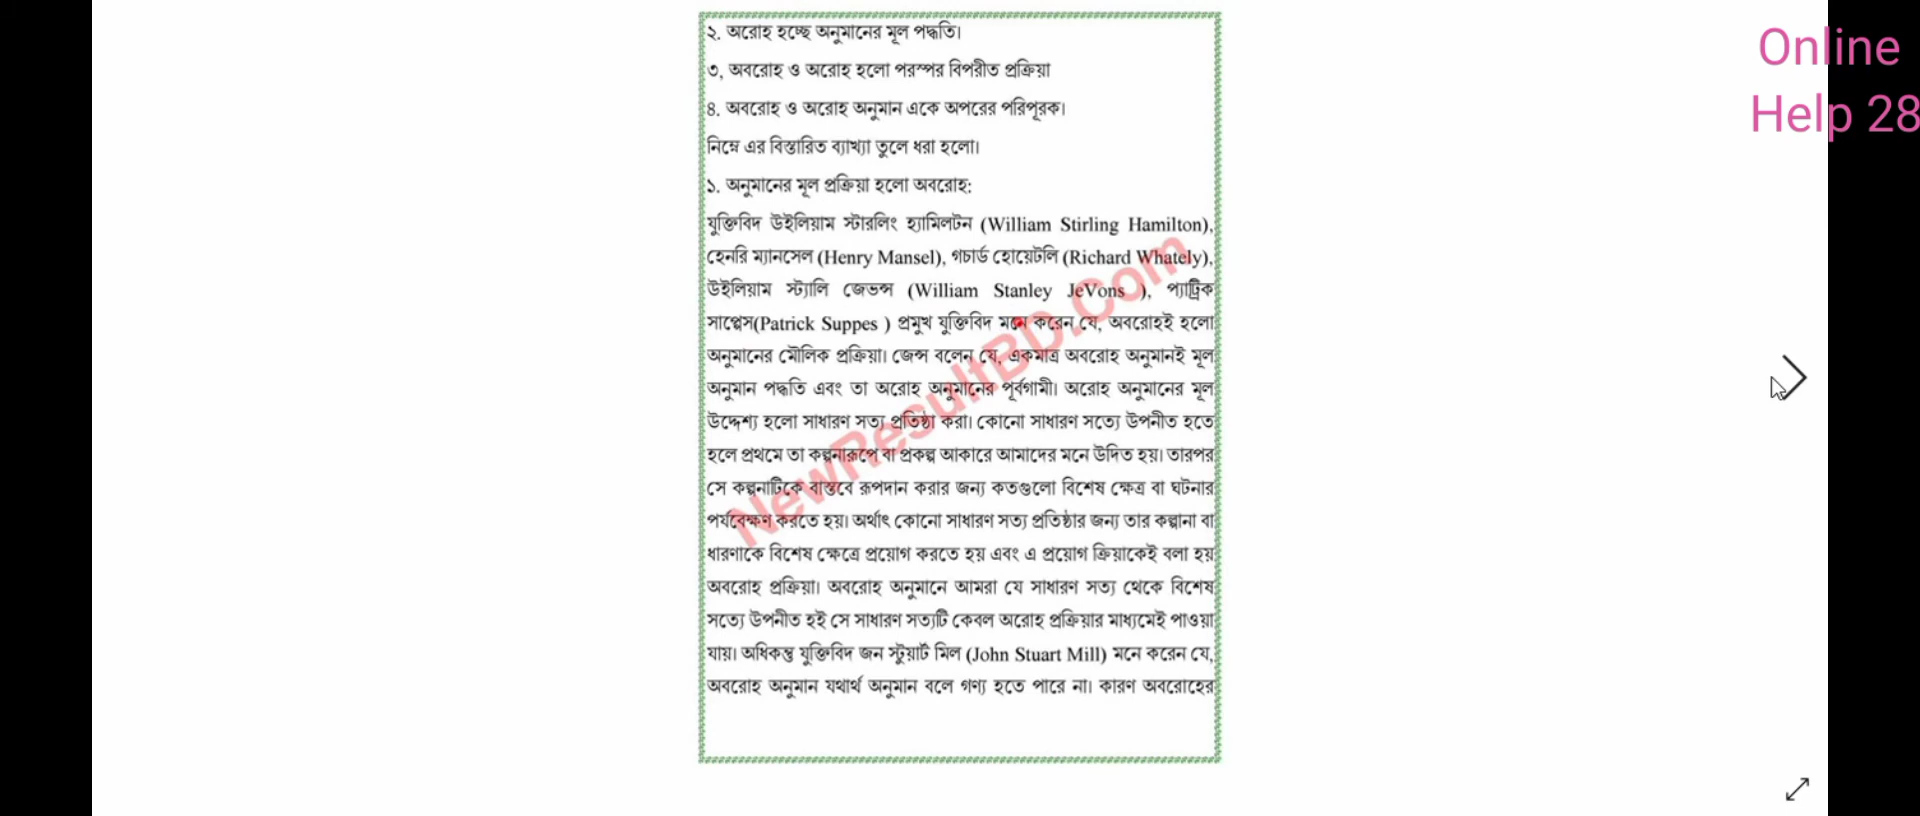 ২. অরোহ হচ্ছে অনুমানের মূল পদ্ধতি।
৩, অবরোহ ও অরোহ হলো পরস্পর বিপরীত প্রক্রিয়া
৪. অবরোহ ও অরোহ অনুমান একে অপরের পরিপূরক।
নিম্নে এর বিস্তারিত ব্যাখ্যা তুলে ধরা হলো।
১. অনুমানের মূল প্রক্রিয়া হলো অবরোহ:
যুক্তিবিদ উইলিয়াম স্টারলিং হ্যামিলটন (William Stirling Hamilton),
হেনরি ম্যানসেল (Henry Mansel), গচার্ড হোয়েটলি (Richard Whately),
উইলিয়াম স্ট্যালি জেভন্স (William Stanley JeVons ), প্যাট্রিক
সাপ্পেস(Patrick Suppes ) প্রমুখ যুক্তিবিদ মনে করেন যে, অবরোহই হলো
অনুমানের মৌলিক প্রক্রিয়া। জেন্স বলেন যে, একমাত্র অবরোহ অনুমানই মূল
অনুমান পদ্ধতি এবং তা অরোহ অনুমানের পূর্বগামী। অরোহ অনুমানের মূল
উদ্দেশ্য হলো সাধারণ সত্য প্রতিষ্ঠা করা। কোনো সাধারণ সত্যে উপনীত হতে
হলে প্রথমে তা কল্পনারূপে বা প্রকল্প আকারে আমাদের মনে উদিত হয়। তারপর
সে কল্পনাটিকে বাস্তবে রূপদান করার জন্য কতগুলো বিশেষ ক্ষেত্র বা ঘটনার
পর্যবেক্ষণ করতে হয়। অর্থাৎ কোনো সাধারণ সত্য প্রতিষ্ঠার জন্য তার কল্পানা বা
ধারণাকে বিশেষ ক্ষেত্রে প্রয়োগ করতে হয় এবং এ প্রয়োগ ক্রিয়াকেই বলা হয়
অবরোহ প্রক্রিয়া। অবরোহ অনুমানে আমরা যে সাধারণ সত্য থেকে বিশেষ
সত্যে উপনীত হই সে সাধারণ সত্যটি কেবল অরোহ প্রক্রিয়ার মাধ্যমেই পাওয়া
যায়। অধিকন্তু যুক্তিবিদ জন স্টুয়ার্ট মিল (John Stuart Mill) মনে করেন যে,
অবরোহ অনুমান যথার্থ অনুমান বলে গণ্য হতে পারে না। কারণ অবরোহের
NewResultBD.Com
Online
Help 28